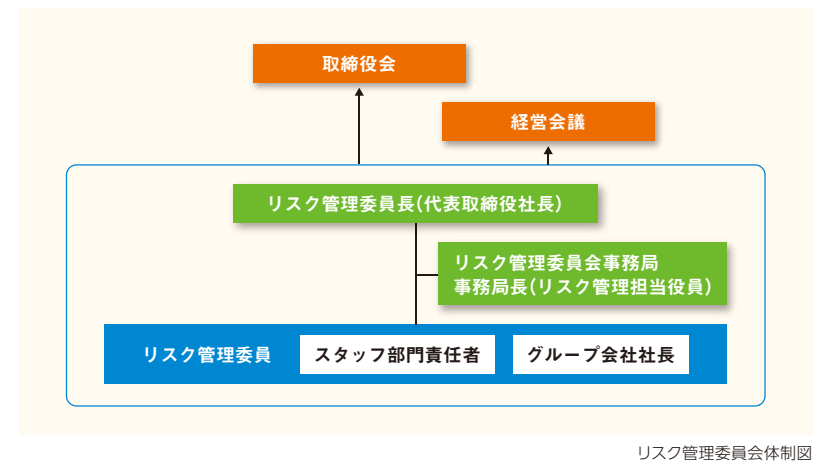 取締役会
経営会議
リスク管理委員長(代表取締役社長)
リスク管理委員会事務局
事務局長(リスク管理担当役員)
リスク管理委員
スタッフ部門責任者
グループ会社社長
リスク管理委員会体制図